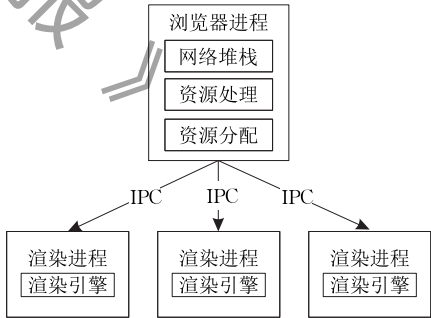 报》
浏览器进程
网络堆栈
资源处理
资源分配
IPC IPC IPC
渲染进程 渲染进程 渲染进程
渲染引擎 渲染引擎 渲染引擎